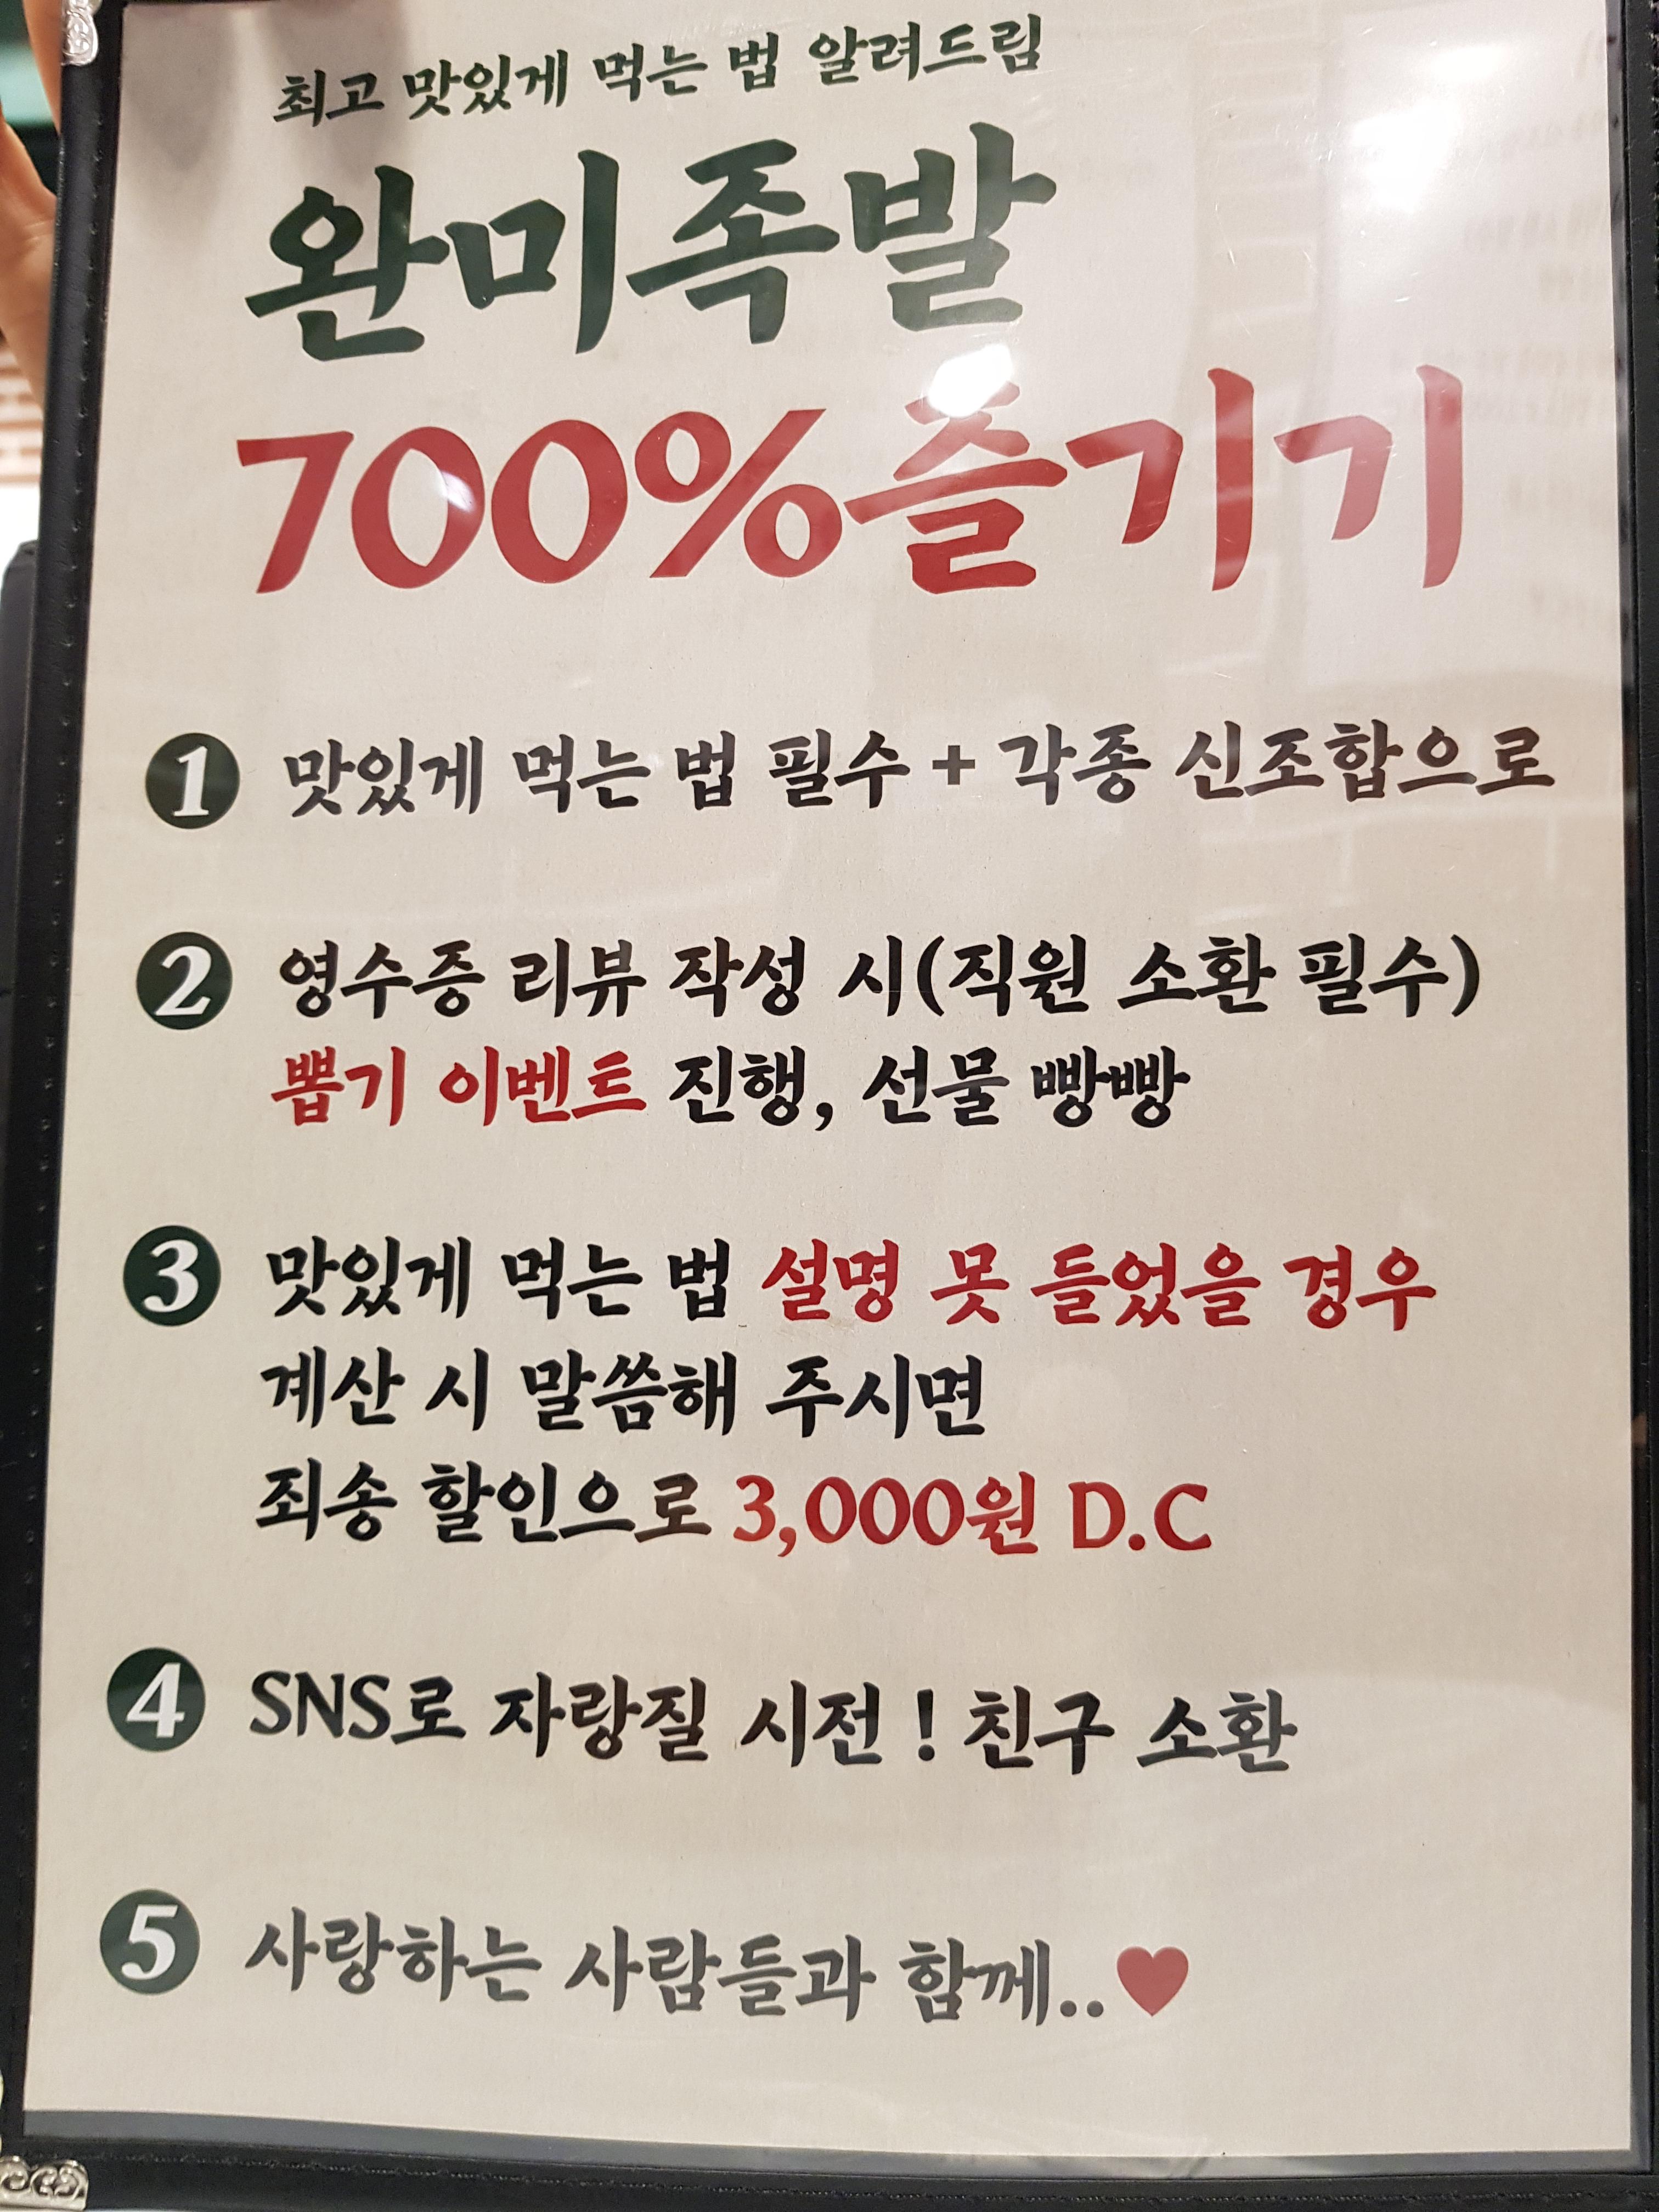 최고 맛있게 먹는 법 알려드림
완미족발
700%즐기기
1 맛있게 먹는 법 필수 + 각종 신조합으로
2 영수증 리뷰 작성 시(직원 소환 필수)
뽑기 이벤트 진행, 선물 빵빵
3 맛있게 먹는 법 설명 못 들었을 경우
계산 시 말씀해 주시면
죄송 할인으로 3,000원 D.C
4 SNS로 자랑질 시전 ! 친구 소환
5 사랑하는 사람들과 함께..♥